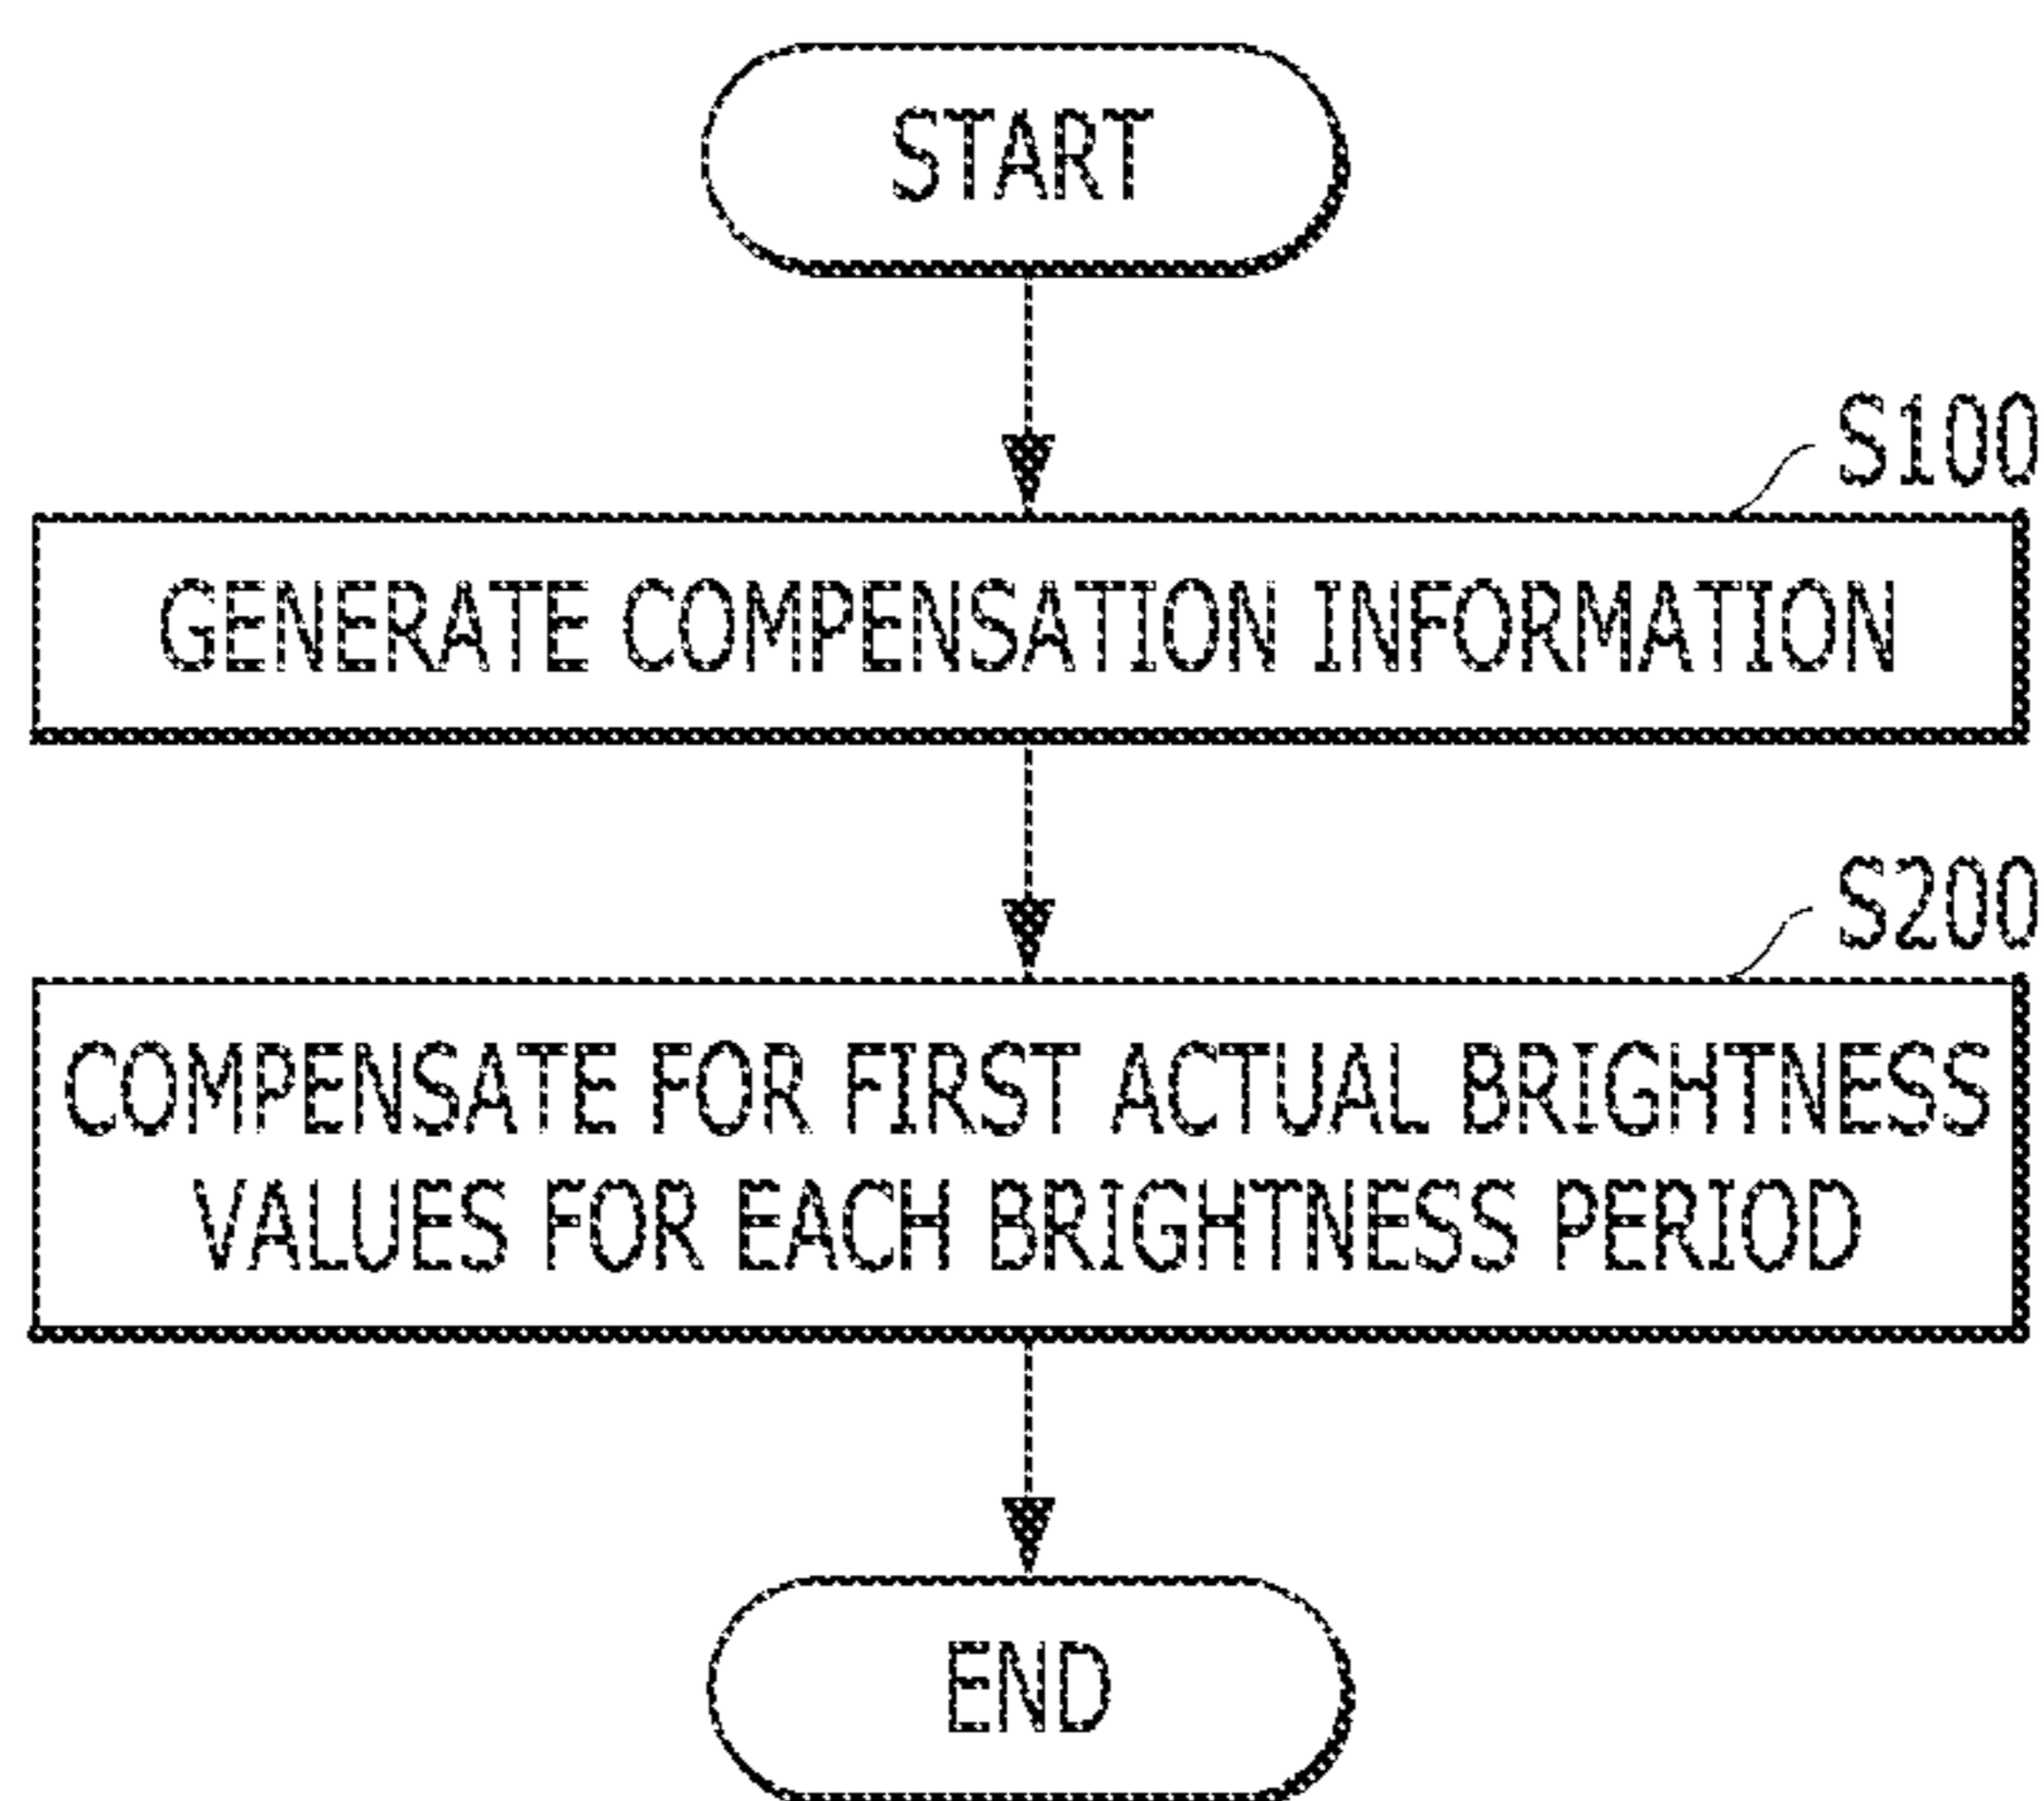 START
S100
GENERATE COMPENSATION INFORMATION
S200
COMPENSATE FOR FIRST ACTUAL BRIGHTNESS
VALUES FOR EACH BRIGHTNESS PERIOD
END